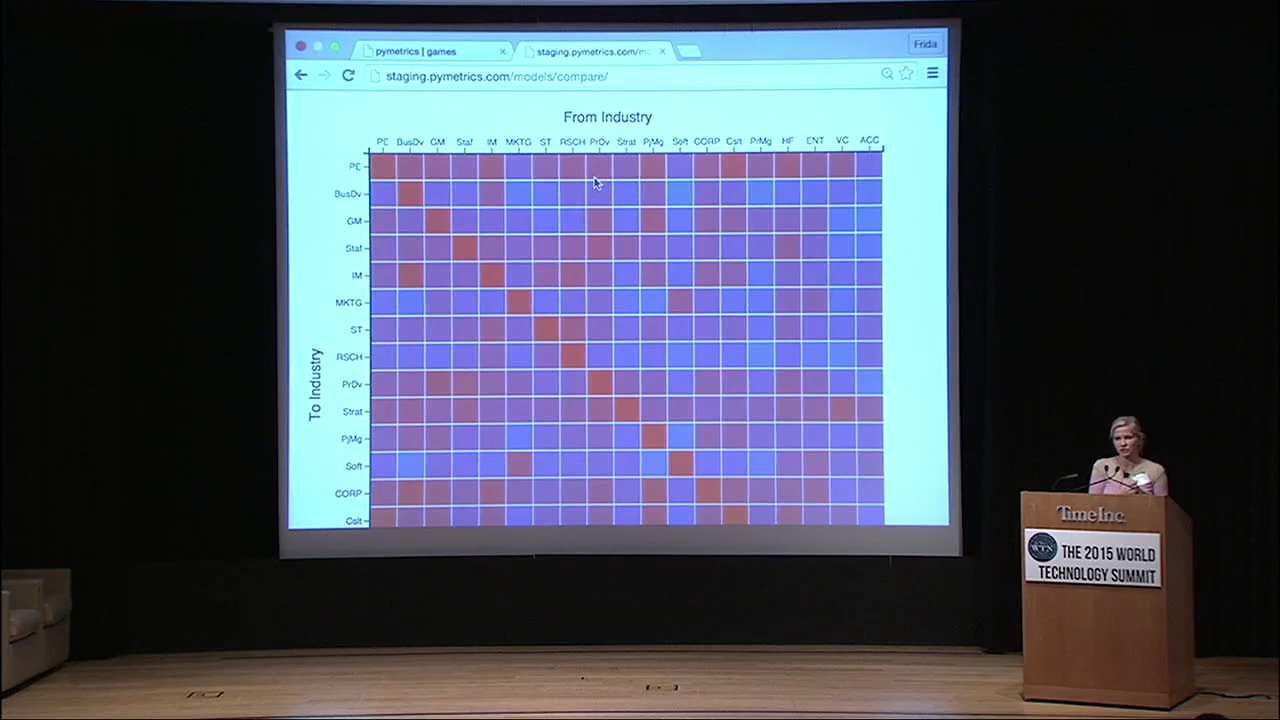 pymetrics | games
staging.pymetrics.com/m
Frida
staging.pymetrics.com/models/compare/
From Industry
PE BusDv GM Staf IM MKTG ST RSCH PrDv Strat PjMg Soft CORP Cslt PrMg HF ENT VC ACC
To Industry
PE
BusDv
GM
Staf
IM
MKTG
ST
RSCH
PrDv
Strat
PjMg
Soft
CORP
Cslt
Time Inc.
THE 2015 WORLD
TECHNOLOGY SUMMIT